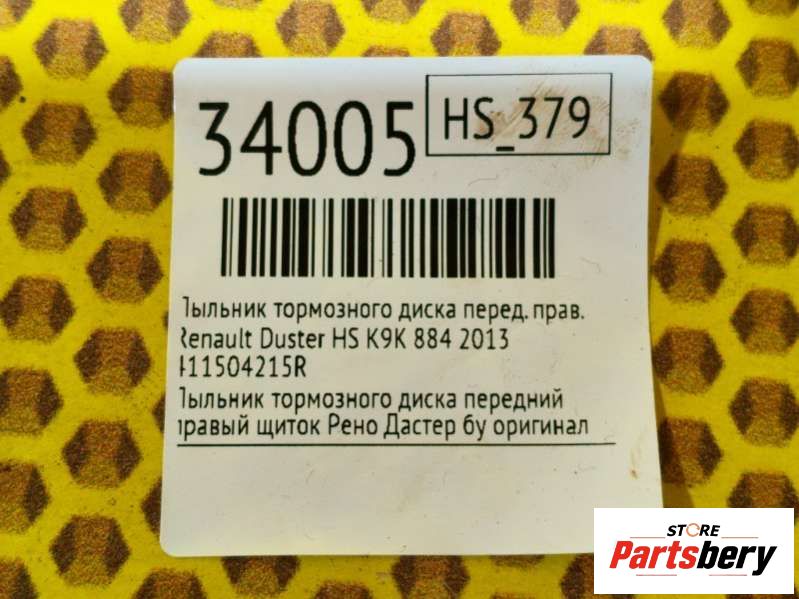 34005
HS_379
Пыльник тормозного диска перед. прав.
Renault Duster HS K9K 884 2013
411504215R
Пыльник тормозного диска передний
правый щиток Рено Дастер бу оригинал
STORE
Partsbery